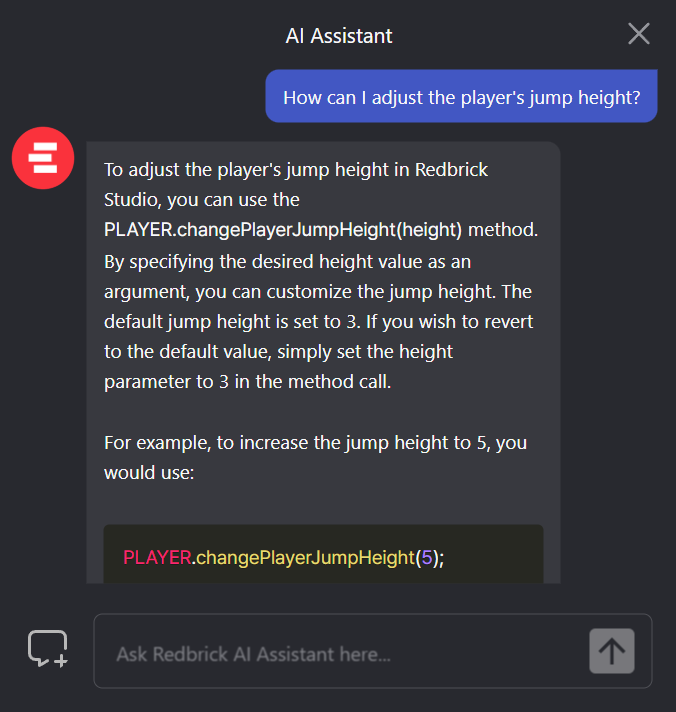 AI Assistant
How can I adjust the player's jump height?
To adjust the player's jump height in Redbrick
Studio, you can use the
PLAYER.changePlayerJumpHeight(height) method.
By specifying the desired height value as an
argument, you can customize the jump height. The
default jump height is set to 3. If you wish to revert
to the default value, simply set the height
parameter to 3 in the method call.
For example, to increase the jump height to 5, you
would use:
PLAYER.changePlayerJumpHeight(5);
Ask Redbrick AI Assistant here...